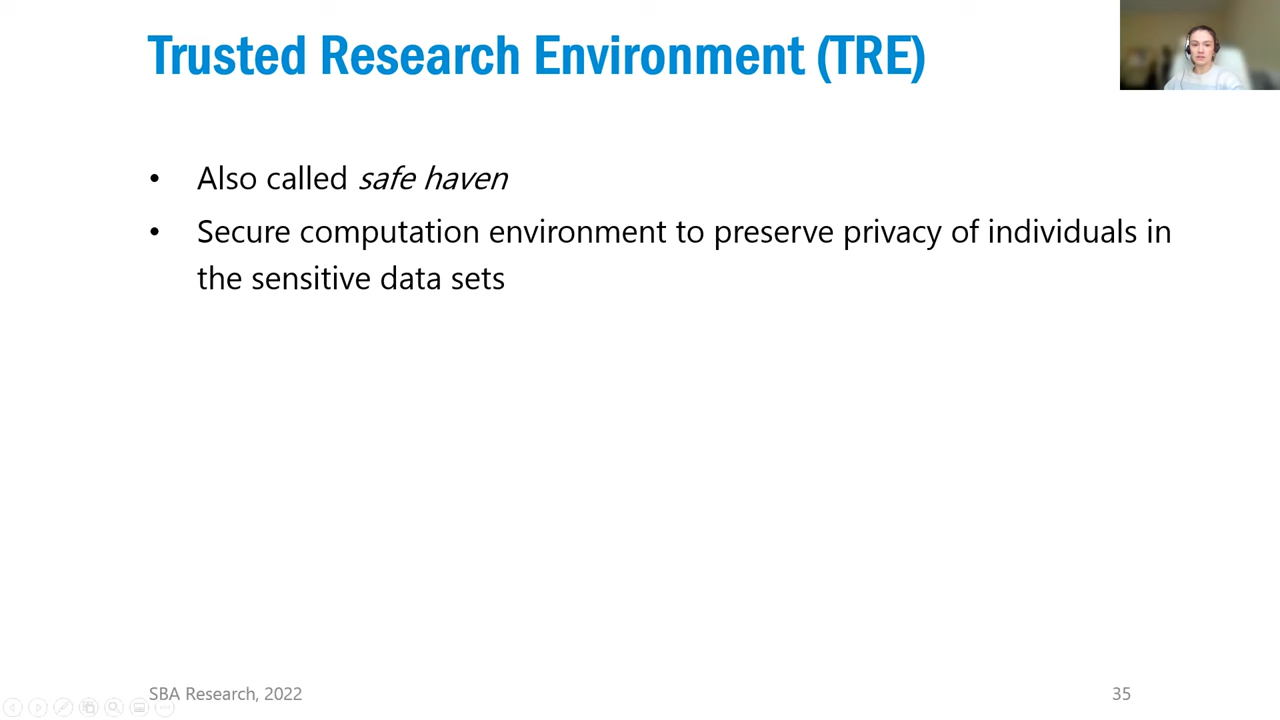 Trusted Research Environment (TRE)
• Also called safe haven
• Secure computation environment to preserve privacy of individuals in
the sensitive data sets
SBA Research, 2022
35